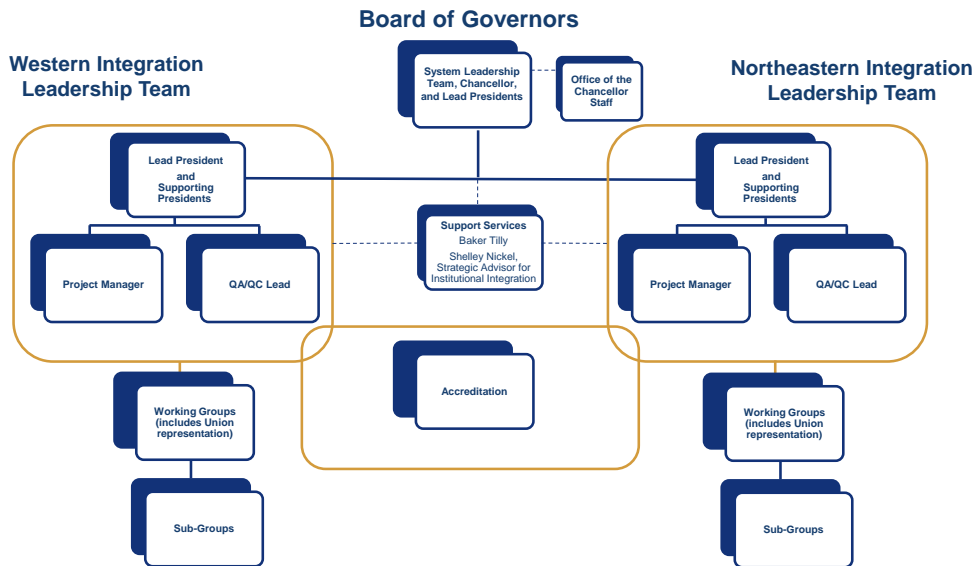 Board of Governors
Western Integration
Leadership Team
System Leadership
Team, Chancellor,
and Lead Presidents
Office of the
Chancellor
Staff
Northeastern Integration
Leadership Team
Lead President
and
Supporting
Presidents
Project Manager
QA/QC Lead
Support Services
Baker Tilly
Shelley Nickel,
Strategic Advisor for
Institutional Integration
Lead President
and
Supporting
Presidents
Project Manager
QA/QC Lead
Accreditation
Working Groups
(includes Union
representation)
Sub-Groups
Working Groups
(includes Union
representation)
Sub-Groups